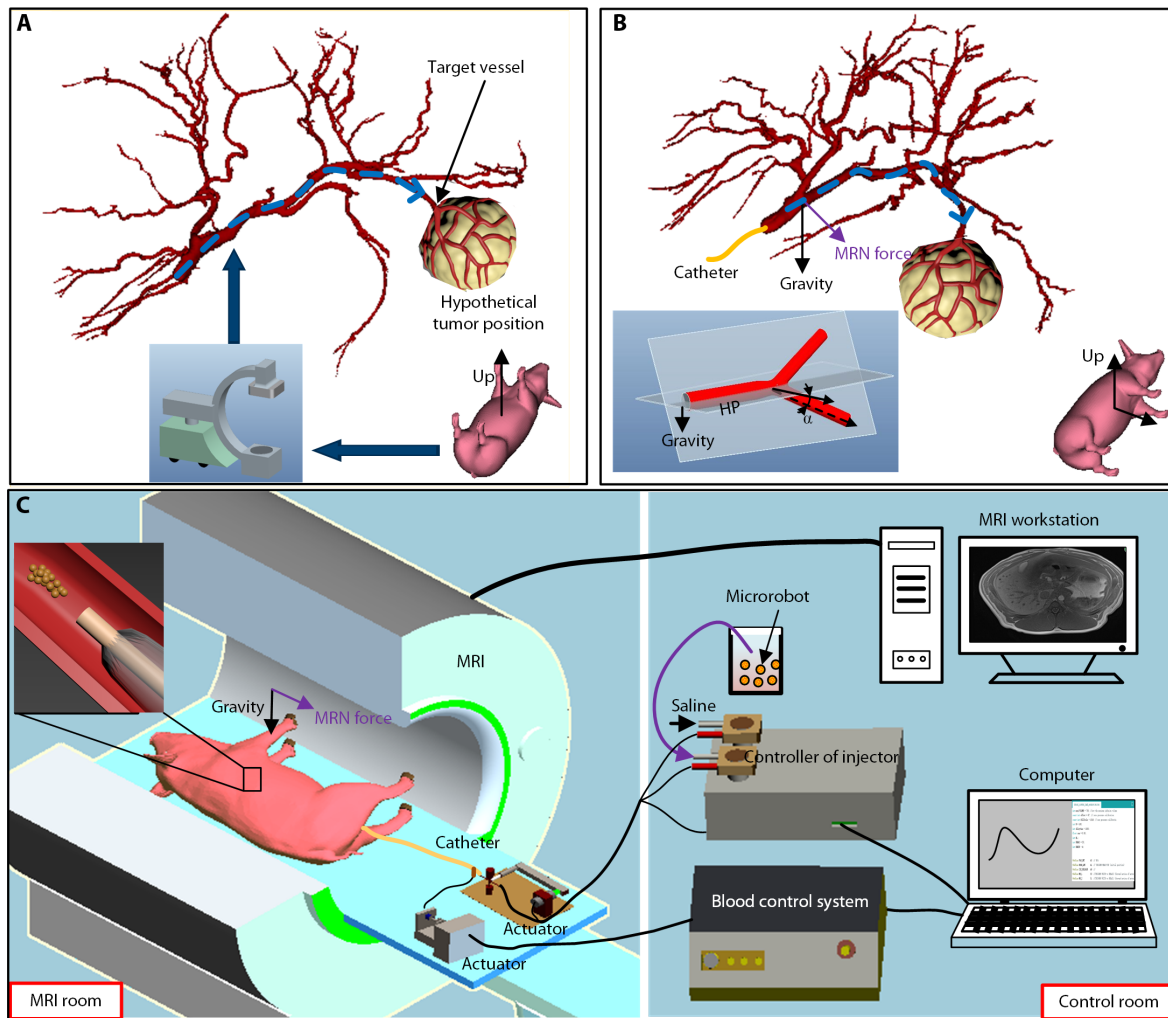 A
Target vessel
Hypothetical
tumor position
Up
B
MRN force
Catheter
Gravity
Up
HP
α
Gravity
C
MRI workstation
Microrobot
MRI
Gravity
MRN force
Saline
Controller of injector
Computer
Catheter
Actuator
Blood control system
Actuator
MRI room
Control room